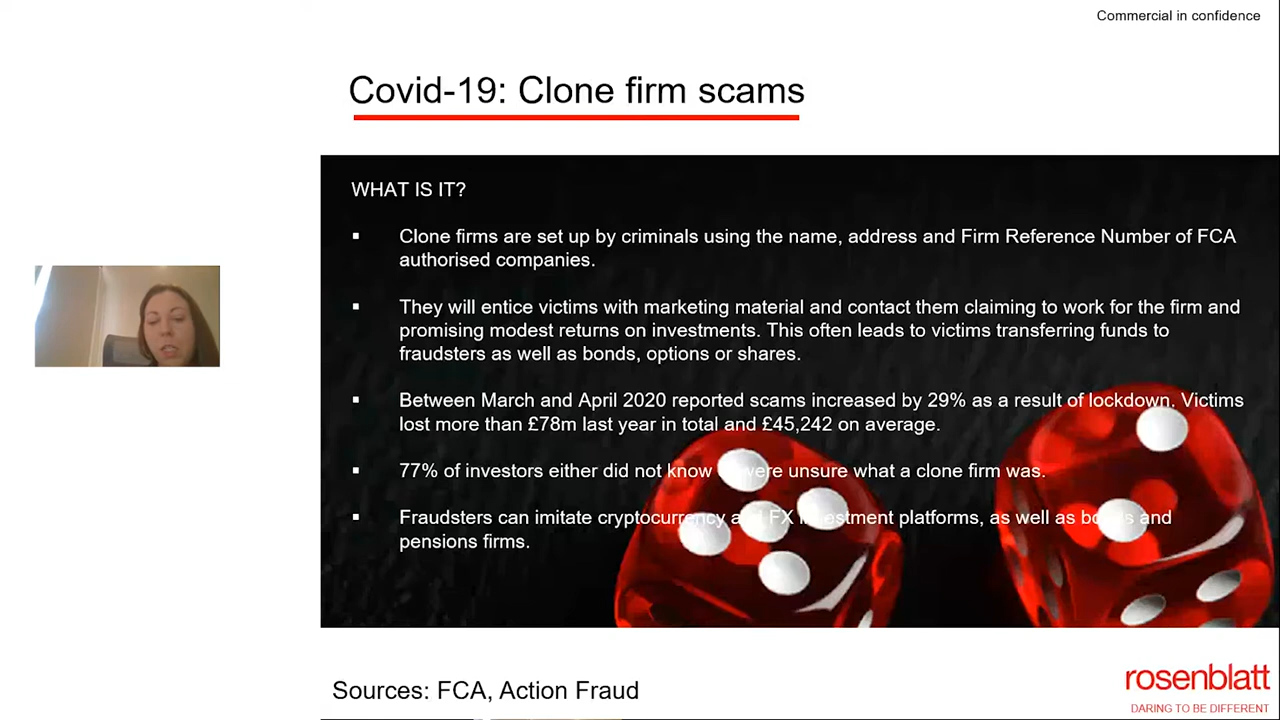 Commercial in confidence
Covid-19: Clone firm scams
WHAT IS IT?
▪ Clone firms are set up by criminals using the name, address and Firm Reference Number of FCA
authorised companies.
▪ They will entice victims with marketing material and contact them claiming to work for the firm and
promising modest returns on investments. This often leads to victims transferring funds to
fraudsters as well as bonds, options or shares.
▪ Between March and April 2020 reported scams increased by 29% as a result of lockdown. Victims
lost more than £78m last year in total and £45,242 on average.
▪ 77% of investors either did not know were unsure what a clone firm was.
▪ Fraudsters can imitate cryptocurrency and FX investment platforms, as well as bonds and
pensions firms.
Sources: FCA, Action Fraud
rosenblatt
DARING TO BE DIFFERENT